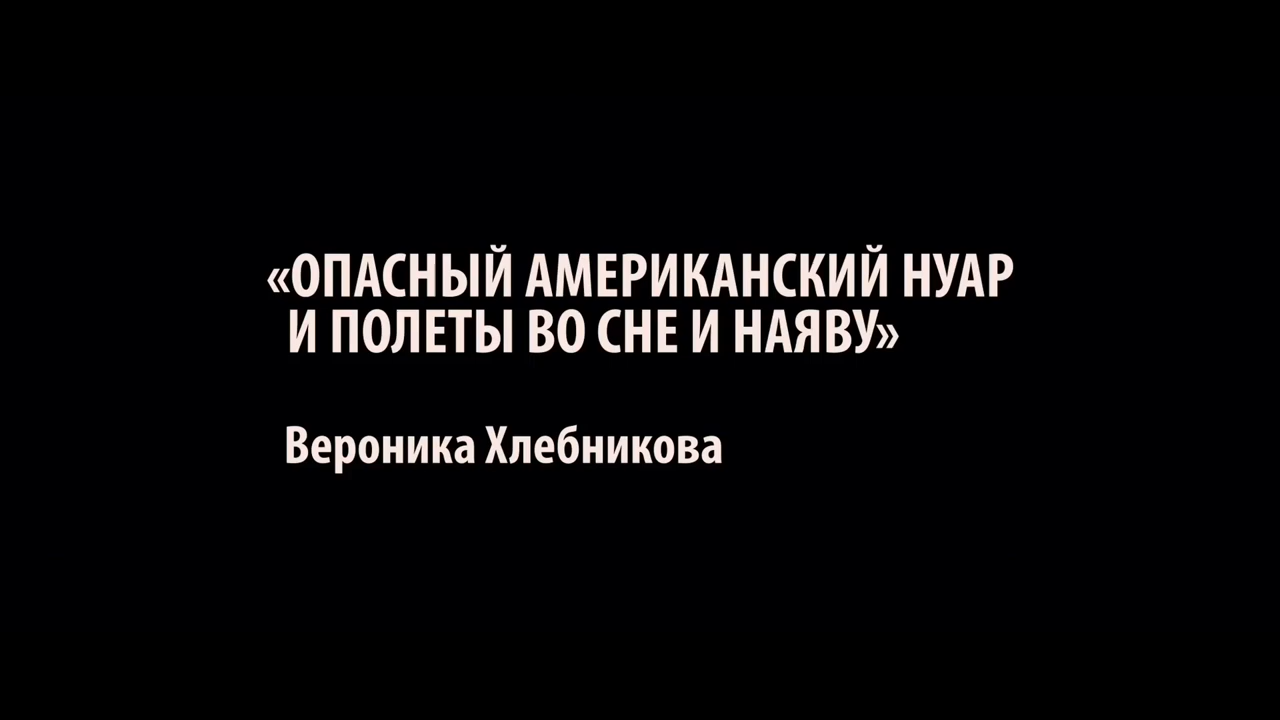 «ОПАСНЫЙ АМЕРИКАНСКИЙ НУАР
И ПОЛЕТЫ ВО СНЕ И НАЯВУ»
Вероника Хлебникова